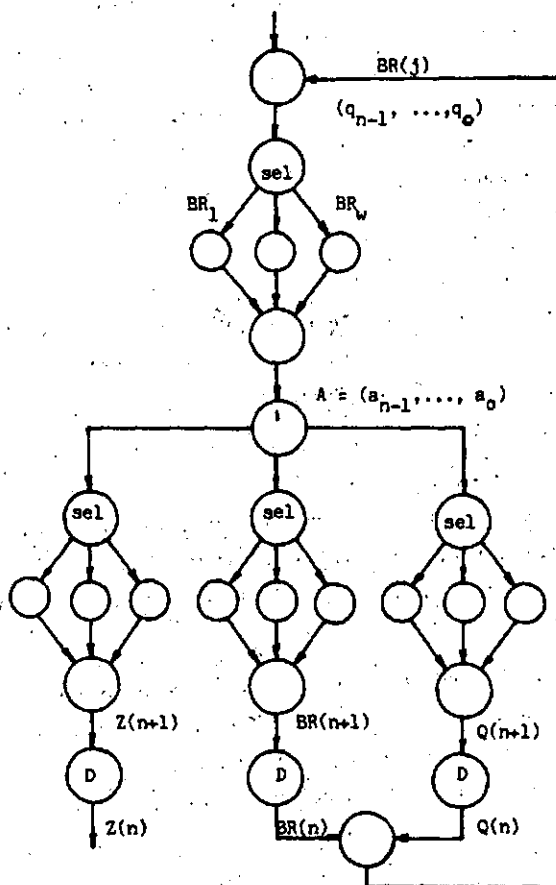 BR(j)
(q_{n-1}, ...,q_o)
sel
BR_1
BR_w
A = (a_{n-1},..., a_o)
sel
sel
sel
Z(n+1)
BR(n+1)
Q(n+1)
D
D
D
Z(n)
BR(n)
Q(n)